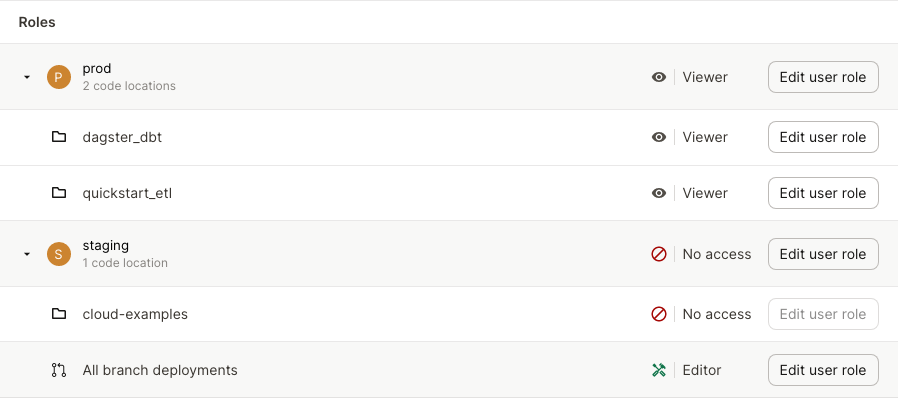 Roles
P prod Viewer Edit user role
2 code locations
dagster_dbt Viewer Edit user role
quickstart_etl Viewer Edit user role
S staging No access Edit user role
1 code location
cloud-examples No access Edit user role
All branch deployments Editor Edit user role